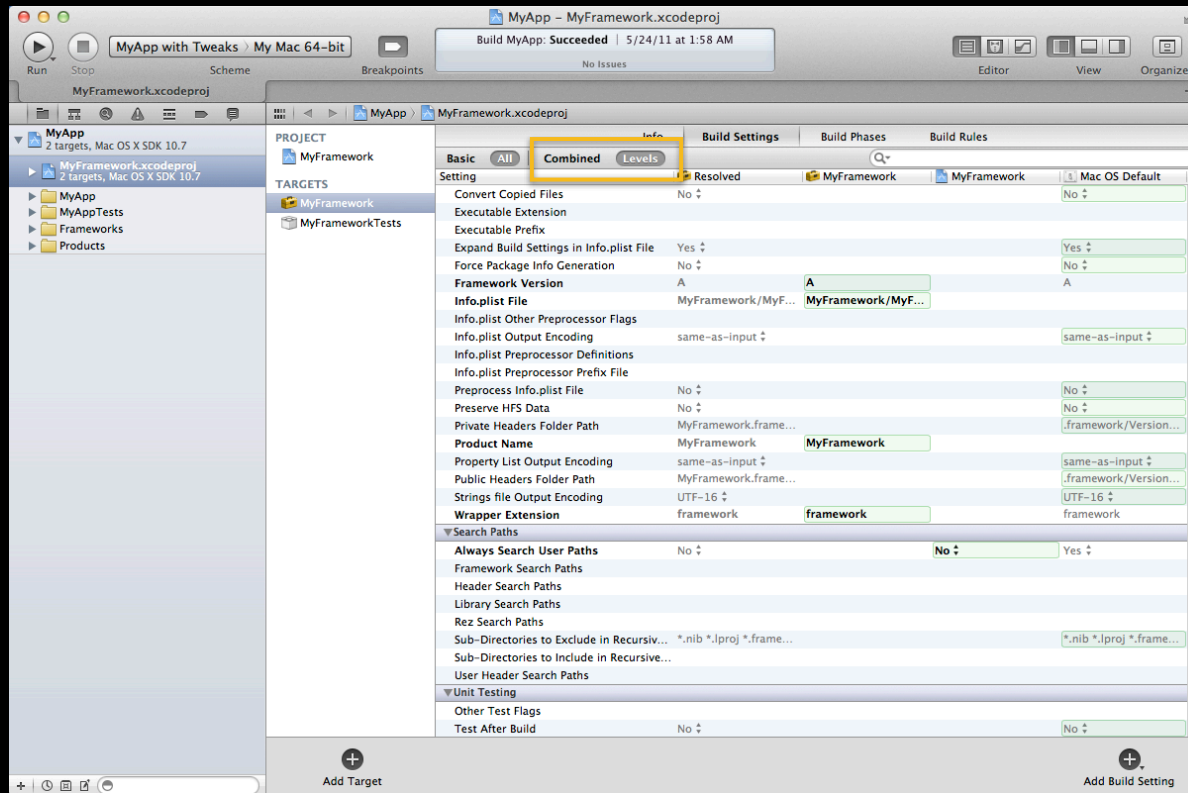 MyApp – MyFramework.xcodeproj
Run
Stop
MyApp with Tweaks › My Mac 64-bit
Scheme
Breakpoints
Build MyApp: Succeeded | 5/24/11 at 1:58 AM
No Issues
Editor
View
Organize
MyFramework.xcodeproj
MyApp › MyFramework.xcodeproj
MyApp
2 targets, Mac OS X SDK 10.7
MyFramework.xcodeproj
2 targets, Mac OS X SDK 10.7
MyApp
MyAppTests
Frameworks
Products
PROJECT
MyFramework
TARGETS
MyFramework
MyFrameworkTests
Info Build Settings Build Phases Build Rules
Basic All Combined Levels
Setting Resolved MyFramework MyFramework Mac OS Default
Convert Copied Files No No
Executable Extension
Executable Prefix
Expand Build Settings in Info.plist File Yes Yes
Force Package Info Generation No No
Framework Version A A A
Info.plist File MyFramework/MyF... MyFramework/MyF...
Info.plist Other Preprocessor Flags
Info.plist Output Encoding same-as-input same-as-input
Info.plist Preprocessor Definitions
Info.plist Preprocessor Prefix File
Preprocess Info.plist File No No
Preserve HFS Data No No
Private Headers Folder Path MyFramework.frame... .framework/Version...
Product Name MyFramework MyFramework
Property List Output Encoding same-as-input same-as-input
Public Headers Folder Path MyFramework.frame... .framework/Version...
Strings file Output Encoding UTF-16 UTF-16
Wrapper Extension framework framework framework
Search Paths
Always Search User Paths No No Yes
Framework Search Paths
Header Search Paths
Library Search Paths
Rez Search Paths
Sub-Directories to Exclude in Recursiv... *.nib *.lproj *.frame... *.nib *.lproj *.frame...
Sub-Directories to Include in Recursive...
User Header Search Paths
Unit Testing
Other Test Flags
Test After Build No No
Add Target
Add Build Setting